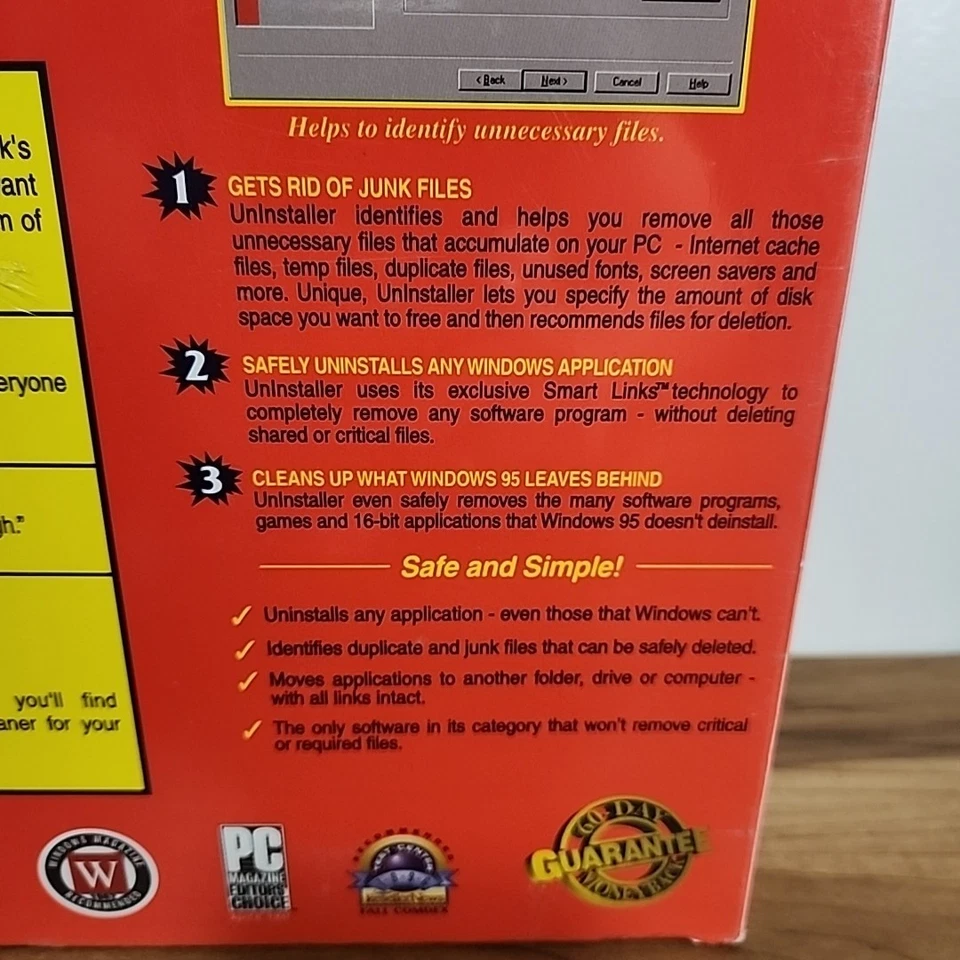 < Back Next > Cancel Help
Helps to identify unnecessary files.
k's
ant
m of
eryone
gh."
you'll find
aner for your
1 GETS RID OF JUNK FILES
UnInstaller identifies and helps you remove all those
unnecessary files that accumulate on your PC - Internet cache
files, temp files, duplicate files, unused fonts, screen savers and
more. Unique, UnInstaller lets you specify the amount of disk
space you want to free and then recommends files for deletion.
2 SAFELY UNINSTALLS ANY WINDOWS APPLICATION
UnInstaller uses its exclusive Smart Links™ technology to
completely remove any software program - without deleting
shared or critical files.
3 CLEANS UP WHAT WINDOWS 95 LEAVES BEHIND
UnInstaller even safely removes the many software programs,
games and 16-bit applications that Windows 95 doesn't deinstall.
Safe and Simple!
✓ Uninstalls any application - even those that Windows can't.
✓ Identifies duplicate and junk files that can be safely deleted.
✓ Moves applications to another folder, drive or computer -
with all links intact.
✓ The only software in its category that won't remove critical
or required files.
WINDOWS MAGAZINE
W
RECOMMENDED
PC
MAGAZINE
EDITORS'
CHOICE
TEST CENTER
FALL COMDEX
60 DAY
GUARANTEE
MONEY BACK